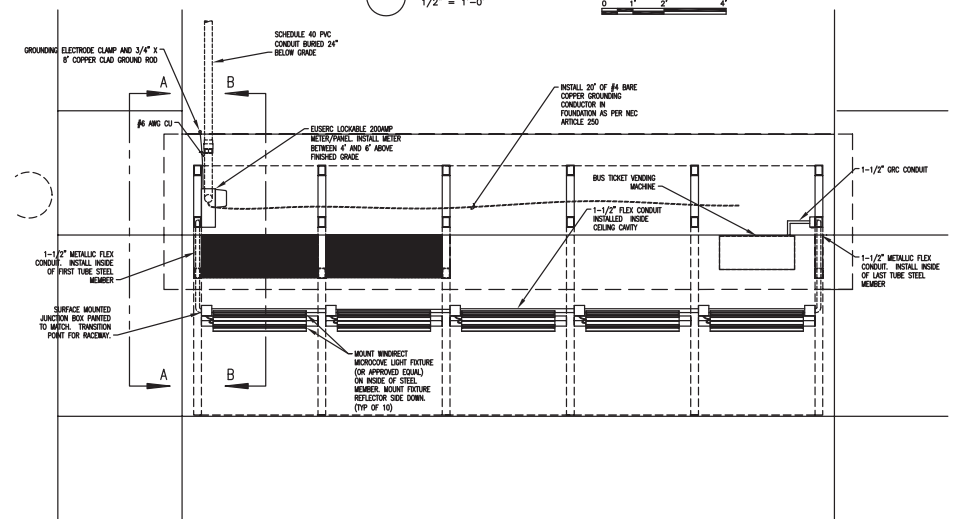 1/2" = 1'-0"
0 1' 2' 4'
SCHEDULE 40 PVC
CONDUIT BURIED 24"
BELOW GRADE
GROUNDING ELECTRODE CLAMP AND 3/4" X
8' COPPER CLAD GROUND ROD
A
B
#6 AWG CU
EUSERC LOCKABLE 200AMP
METER/PANEL. INSTALL METER
BETWEEN 4' AND 6' ABOVE
FINISHED GRADE
INSTALL 20' OF #4 BARE
COPPER GROUNDING
CONDUCTOR IN
FOUNDATION AS PER NEC
ARTICLE 250
BUS TICKET VENDING
MACHINE
1-1/2" GRC CONDUIT
1-1/2" FLEX CONDUIT
INSTALLED INSIDE
CEILING CAVITY
1-1/2" METALLIC FLEX
CONDUIT. INSTALL INSIDE
OF FIRST TUBE STEEL
MEMBER
1-1/2" METALLIC FLEX
CONDUIT. INSTALL INSIDE
OF LAST TUBE STEEL
MEMBER
SURFACE MOUNTED
JUNCTION BOX PAINTED
TO MATCH. TRANSITION
POINT FOR RACEWAY.
MOUNT WINDIRECT
MICROCOVE LIGHT FIXTURE
(OR APPROVED EQUAL)
ON INSIDE OF STEEL
MEMBER. MOUNT FIXTURE
REFLECTOR SIDE DOWN.
(TYP OF 10)
A
B